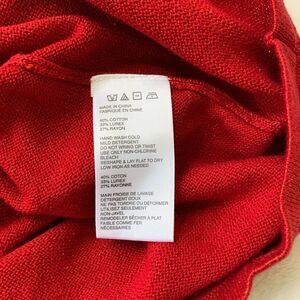 MADE IN CHINA
FABRIQUÉ EN CHINE
40% COTTON
33% LUREX
27% RAYON
HAND WASH COLD
MILD DETERGENT
DO NOT WRING OR TWIST
USE ONLY NON-CHLORINE
BLEACH
RESHAPE & LAY FLAT TO DRY
LOW IRON AS NEEDED
40% COTON
33% LUREX
27% RAYONNE
MAIN FROIDE DE LAVAGE
DETERGENT DOUX
NE PAS TORDRE OU DÉFORMER
UTILISEZ SEULEMENT
NON-JAVEL
REMODELER SÉCHER À PLAT
FER COMME SI
NÉCESSAIRES